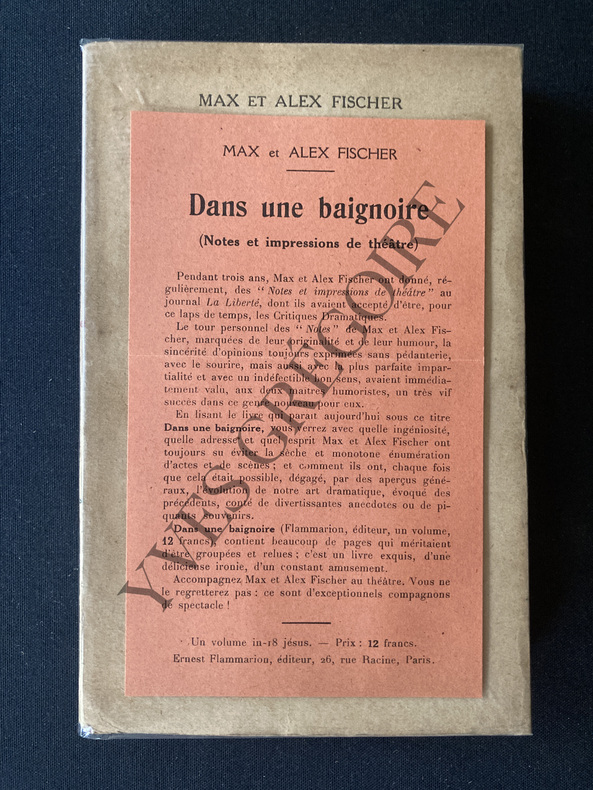 MAX ET ALEX FISCHER
MAX et ALEX FISCHER
Dans une baignoire
(Notes et impressions de théâtre)
Pendant trois ans, Max et Alex Fischer ont donné, ré-
gulièrement, des "Notes et impressions de théâtre" au
journal La Liberté, dont ils avaient accepté d'être, pour
ce laps de temps, les Critiques Dramatiques.
Le tour personnel des "Notes" de Max et Alex Fis-
cher, marquées de leur originalité et de leur humour, la
sincérité d'opinions toujours exprimées sans pédanterie,
avec le sourire, mais aussi avec la plus parfaite impar-
tialité et avec un indéfectible bon sens, avaient immédia-
tement valu, aux deux maîtres humoristes, un très vif
succès dans ce genre nouveau pour eux.
En lisant le livre qui paraît aujourd'hui sous ce titre
Dans une baignoire, vous verrez avec quelle ingéniosité,
quelle adresse et quel esprit Max et Alex Fischer ont
toujours su éviter la sèche et monotone énumération
d'actes et de scènes ; et comment ils ont, chaque fois
que cela était possible, dégagé, par des aperçus géné-
raux, l'évolution de notre art dramatique, évoqué des
précédents, conté de divertissantes anecdotes ou de pi-
quants souvenirs.
Dans une baignoire (Flammarion, éditeur, un volume,
12 francs), contient beaucoup de pages qui méritaient
d'être groupées et relues ; c'est un livre exquis, d'une
délicieuse ironie, d'un constant amusement.
Accompagnez Max et Alex Fischer au théâtre. Vous ne
le regretterez pas : ce sont d'exceptionnels compagnons
de spectacle !
Un volume in-18 jésus. — Prix : 12 francs.
Ernest Flammarion, éditeur, 26, rue Racine, Paris.
YVES GRÉGOIRE